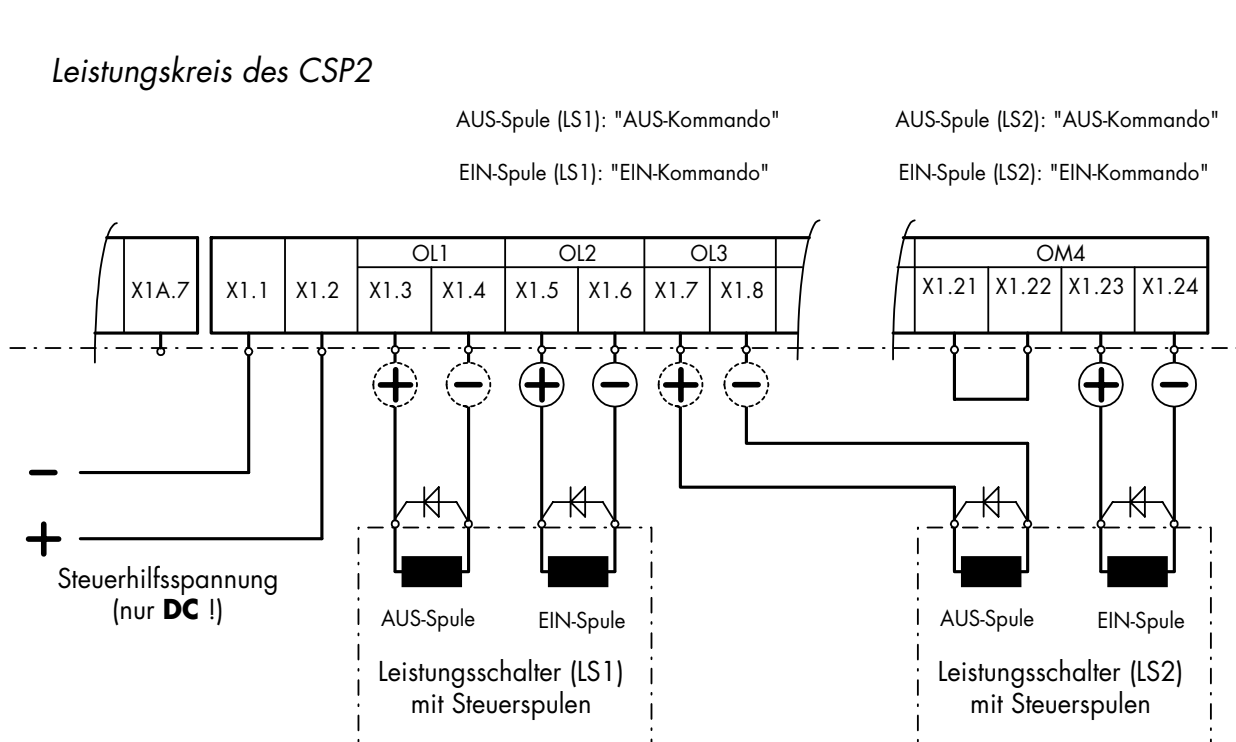 Leistungskreis des CSP2
AUS-Spule (LS1): "AUS-Kommando"
AUS-Spule (LS2): "AUS-Kommando"
EIN-Spule (LS1): "EIN-Kommando"
EIN-Spule (LS2): "EIN-Kommando"
OL1 OL2 OL3 OM4
X1A.7 X1.1 X1.2 X1.3 X1.4 X1.5 X1.6 X1.7 X1.8 X1.21 X1.22 X1.23 X1.24
+ − + − + − + −
−
+
Steuerhilfsspannung
(nur DC !)
AUS-Spule EIN-Spule
Leistungsschalter (LS1)
mit Steuerspulen
AUS-Spule EIN-Spule
Leistungsschalter (LS2)
mit Steuerspulen